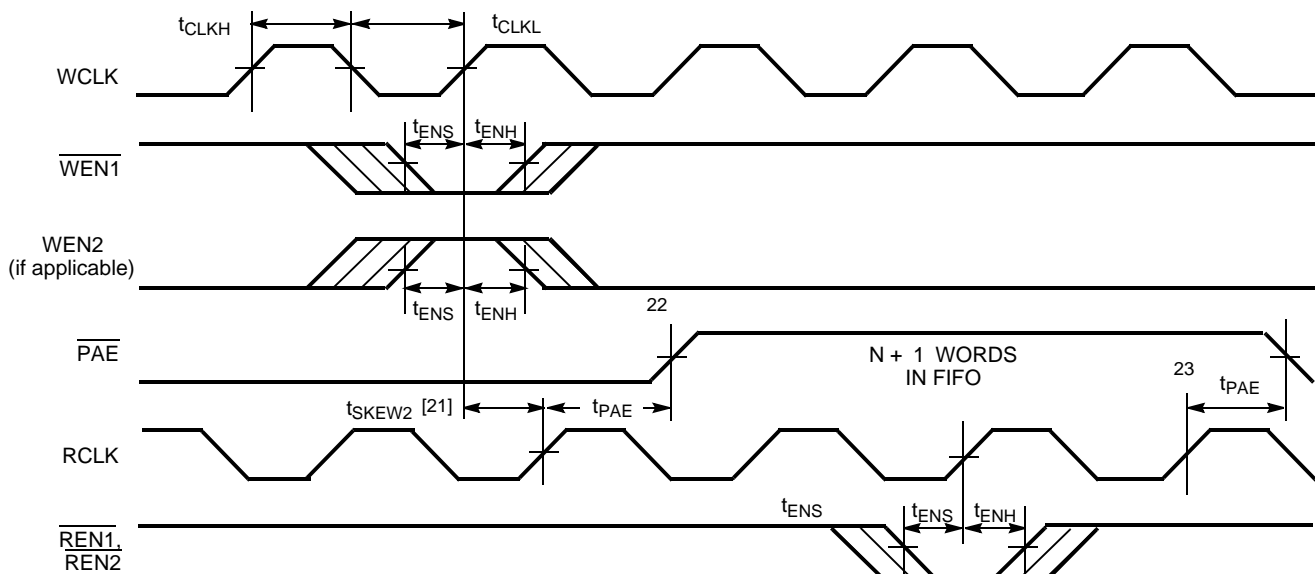 tCLKH
tCLKL
WCLK
tENS
tENH
WEN1
WEN2
(if applicable)
tENS
tENH
22
PAE
N + 1 WORDS
IN FIFO
23
tPAE
tSKEW2 [21]
tPAE
RCLK
tENS
tENS
tENH
REN1,
REN2